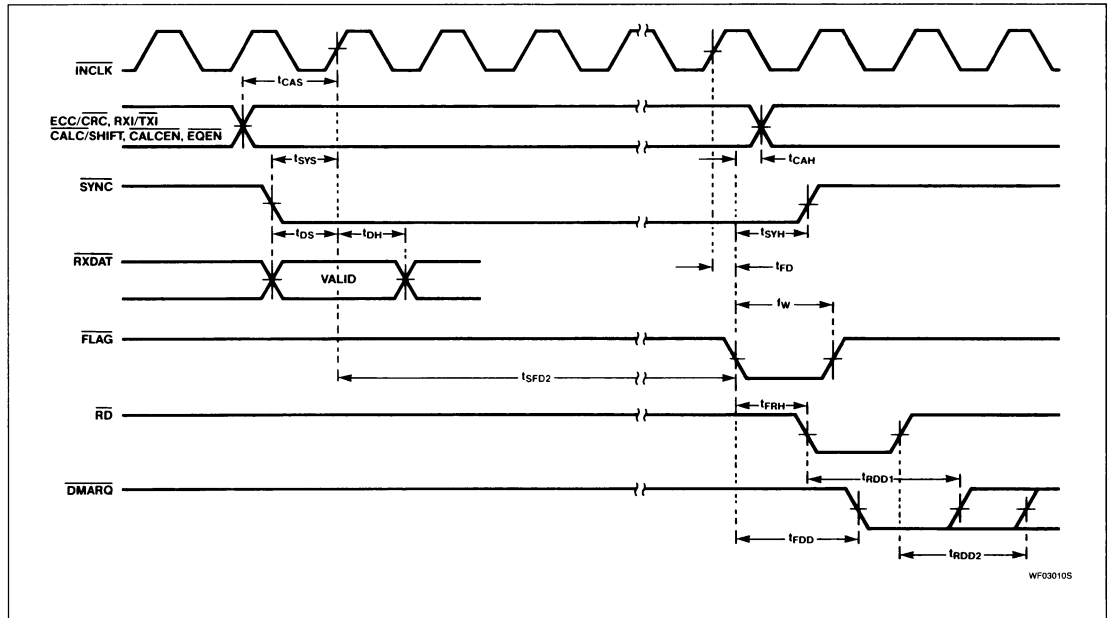 INCLK
tCAS
ECC/CRC, RXI/TXI
CALC/SHIFT, CALCEN, EQEN
tSYS
tCAH
SYNC
tDS
tDH
tSYH
RXDAT
VALID
tFD
tW
FLAG
tSFD2
tFRH
RD
tRDD1
DMARQ
tFDD
tRDD2
WF03010S